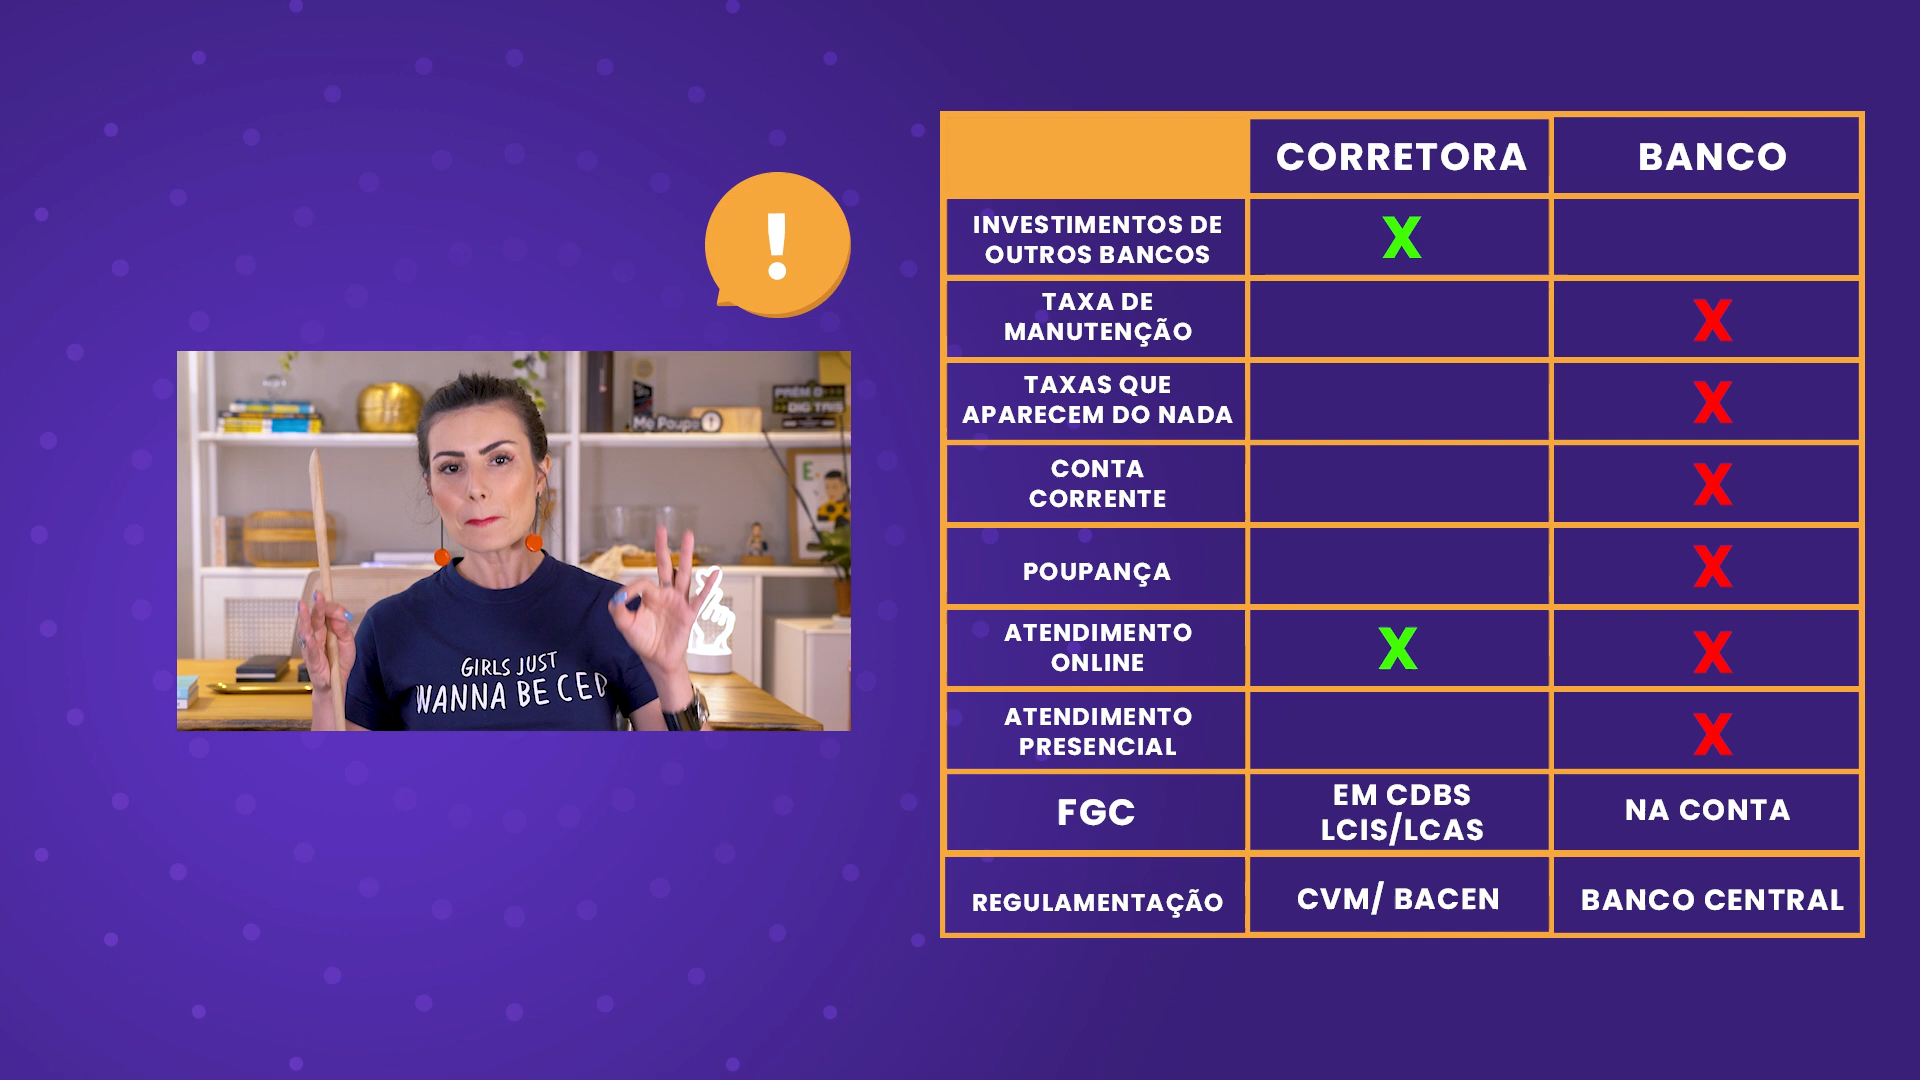 !
CORRETORA
BANCO
INVESTIMENTOS DE
OUTROS BANCOS
X
TAXA DE
MANUTENÇÃO
X
TAXAS QUE
APARECEM DO NADA
X
CONTA
CORRENTE
X
POUPANÇA
X
ATENDIMENTO
ONLINE
X
X
ATENDIMENTO
PRESENCIAL
X
FGC
EM CDBS
LCIS/LCAS
NA CONTA
REGULAMENTAÇÃO
CVM/ BACEN
BANCO CENTRAL
Me Poupe
E
GIRLS JUST
WANNA BE CEO